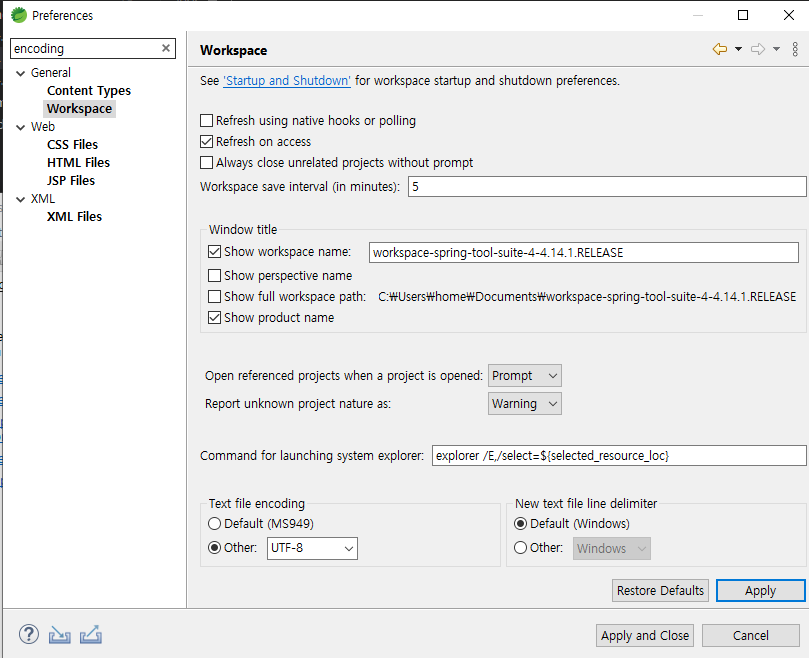 Preferences
encoding
General
Content Types
Workspace
Web
CSS Files
HTML Files
JSP Files
XML
XML Files
Workspace
See 'Startup and Shutdown' for workspace startup and shutdown preferences.
Refresh using native hooks or polling
Refresh on access
Always close unrelated projects without prompt
Workspace save interval (in minutes): 5
Window title
Show workspace name: workspace-spring-tool-suite-4-4.14.1.RELEASE
Show perspective name
Show full workspace path: C:₩Users₩home₩Documents₩workspace-spring-tool-suite-4-4.14.1.RELEASE
Show product name
Open referenced projects when a project is opened: Prompt
Report unknown project nature as: Warning
Command for launching system explorer: explorer /E,/select=${selected_resource_loc}
Text file encoding
Default (MS949)
Other: UTF-8
New text file line delimiter
Default (Windows)
Other: Windows
Restore Defaults Apply
Apply and Close Cancel